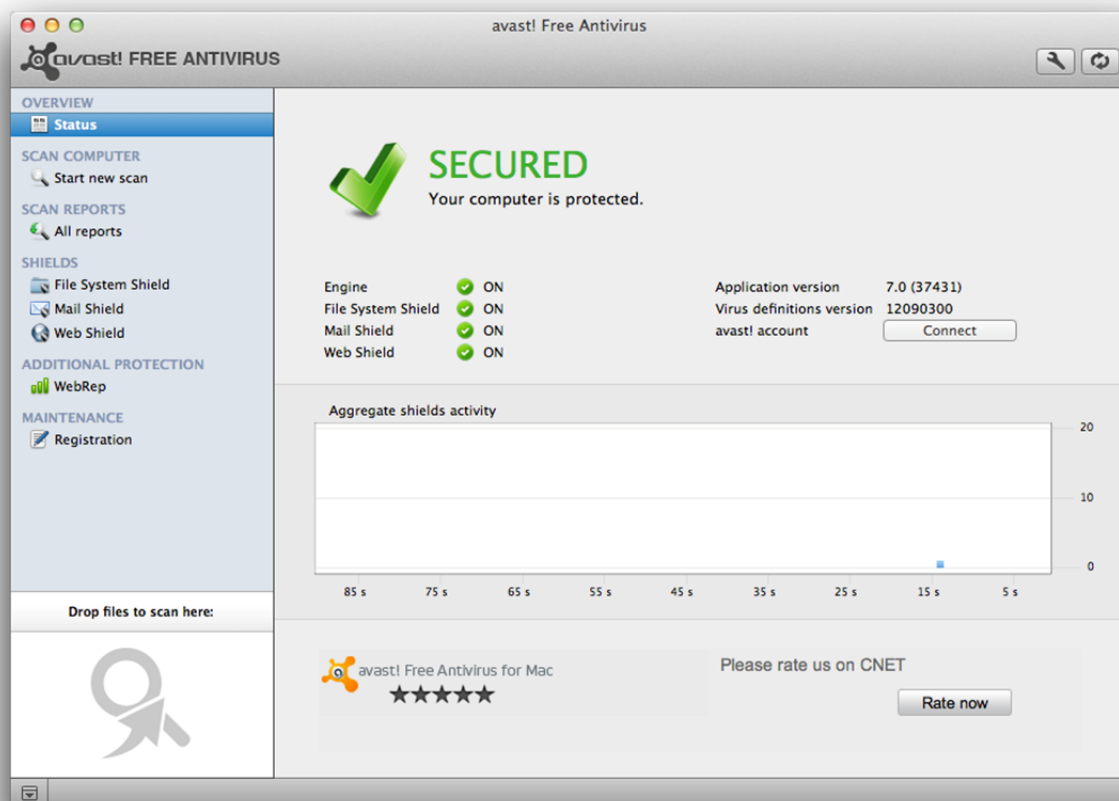 avast! Free Antivirus
avast! FREE ANTIVIRUS
OVERVIEW
Status
SCAN COMPUTER
Start new scan
SCAN REPORTS
All reports
SHIELDS
File System Shield
Mail Shield
Web Shield
ADDITIONAL PROTECTION
WebRep
MAINTENANCE
Registration
Drop files to scan here:
SECURED
Your computer is protected.
Engine ON
File System Shield ON
Mail Shield ON
Web Shield ON
Application version 7.0 (37431)
Virus definitions version 12090300
avast! account Connect
Aggregate shields activity
20
10
0
85 s 75 s 65 s 55 s 45 s 35 s 25 s 15 s 5 s
avast! Free Antivirus for Mac
Please rate us on CNET
Rate now